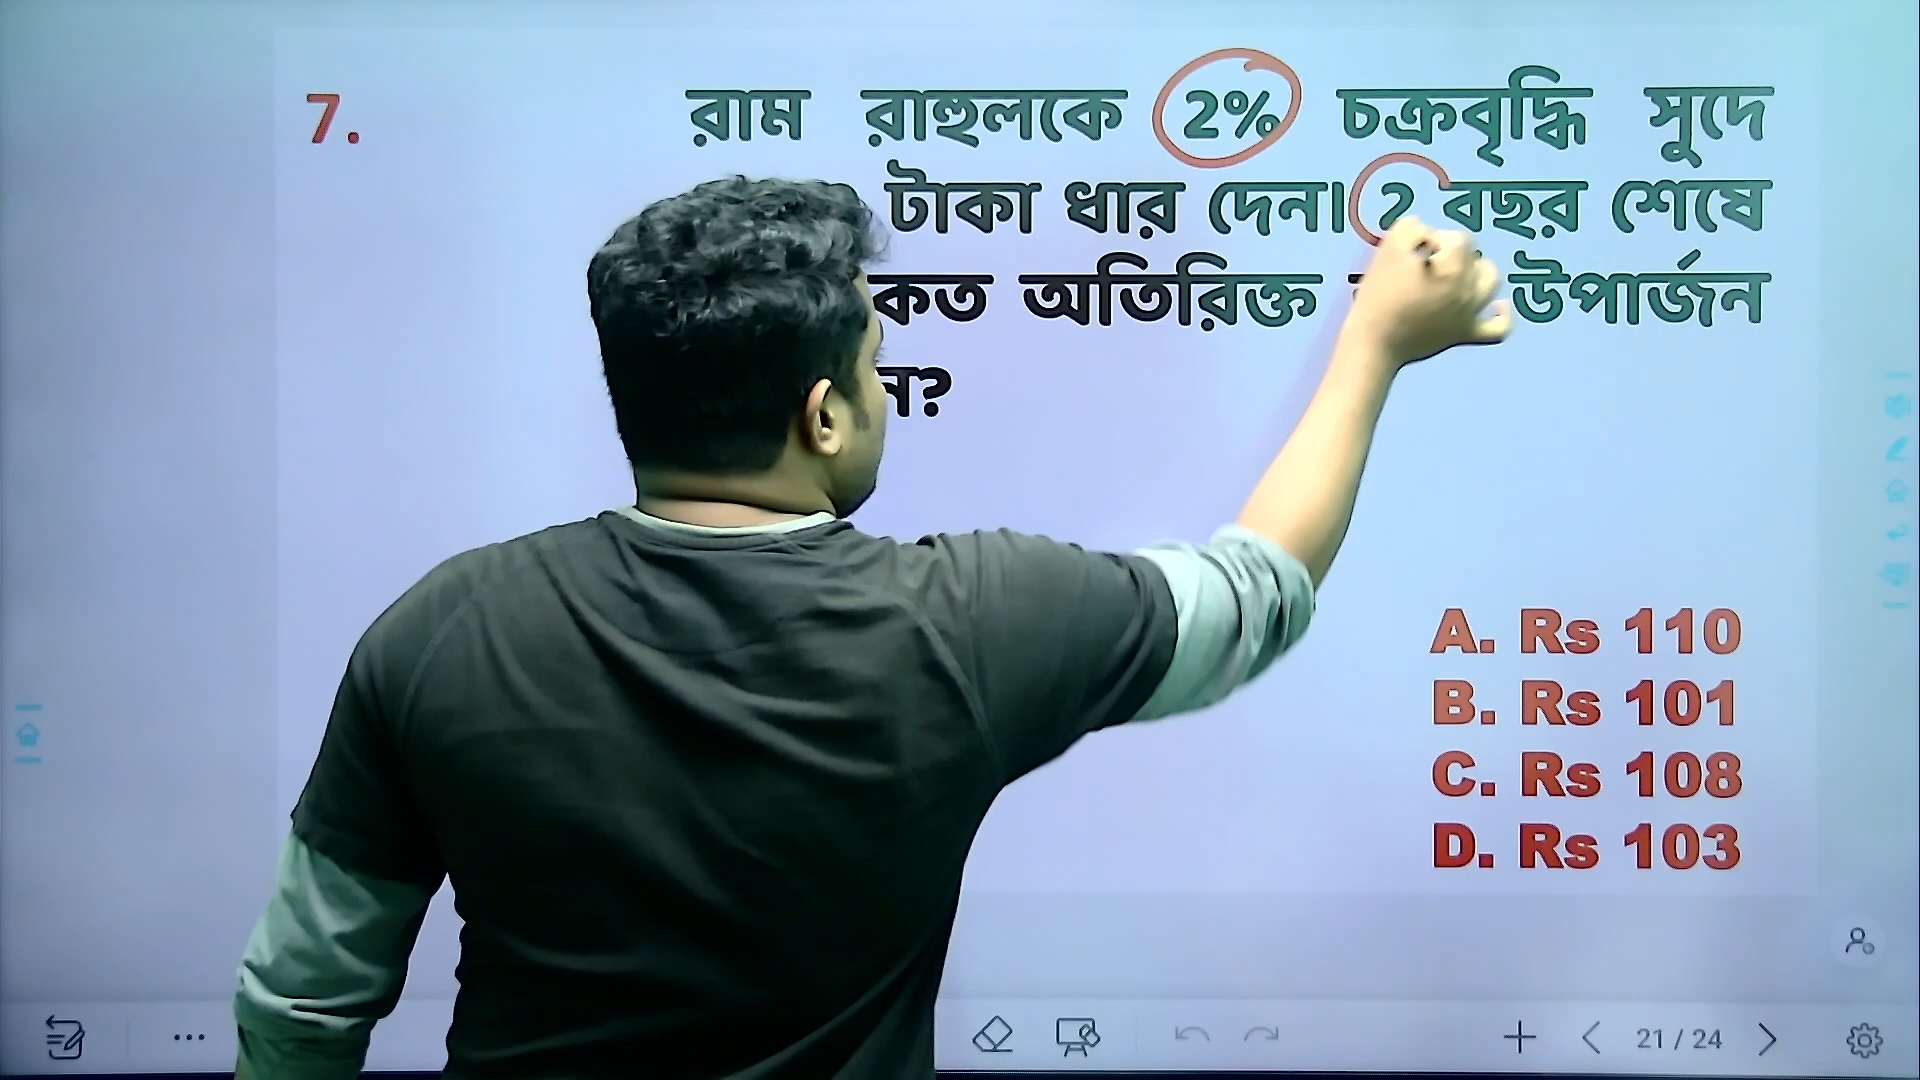 7. রাম রাহুলকে 2% চক্রবৃদ্ধি সুদে
টাকা ধার দেন। 2 বছর শেষে
কত অতিরিক্ত উপার্জন
?
A. Rs 110
B. Rs 101
C. Rs 108
D. Rs 103
21 / 24